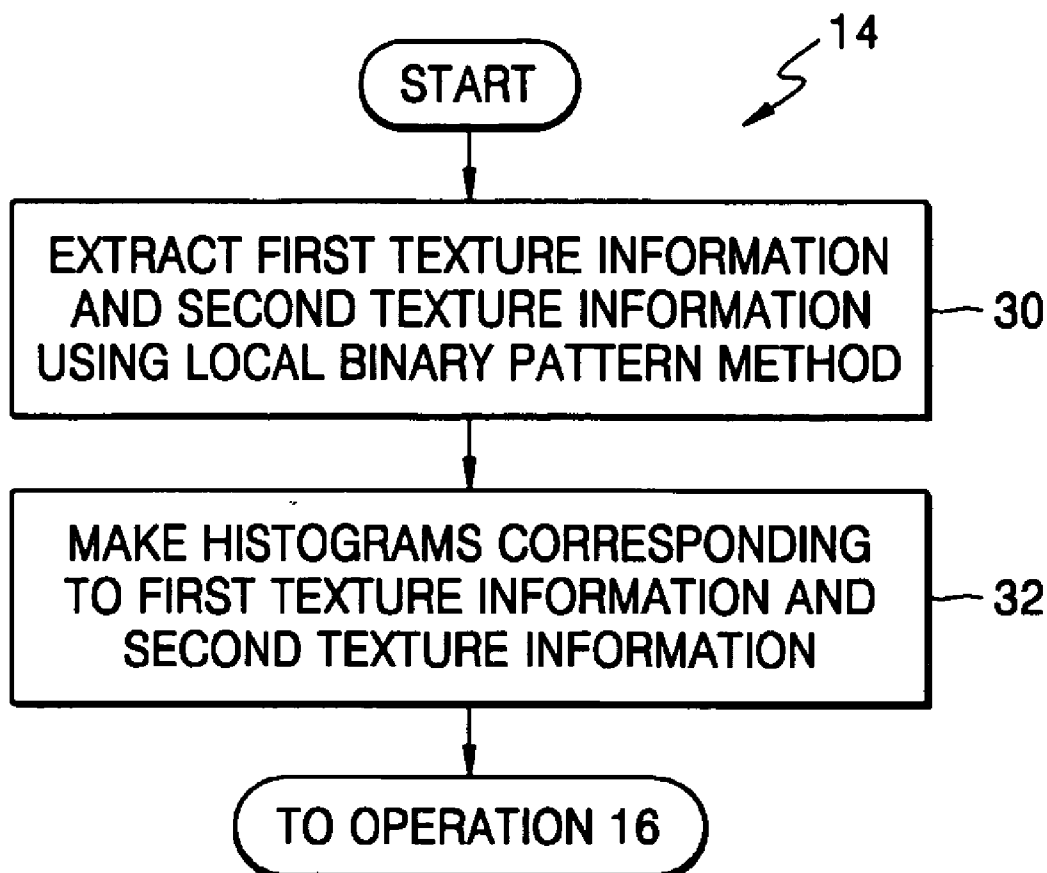 14
START
EXTRACT FIRST TEXTURE INFORMATION
AND SECOND TEXTURE INFORMATION
USING LOCAL BINARY PATTERN METHOD
30
MAKE HISTOGRAMS CORRESPONDING
TO FIRST TEXTURE INFORMATION AND
SECOND TEXTURE INFORMATION
32
TO OPERATION 16